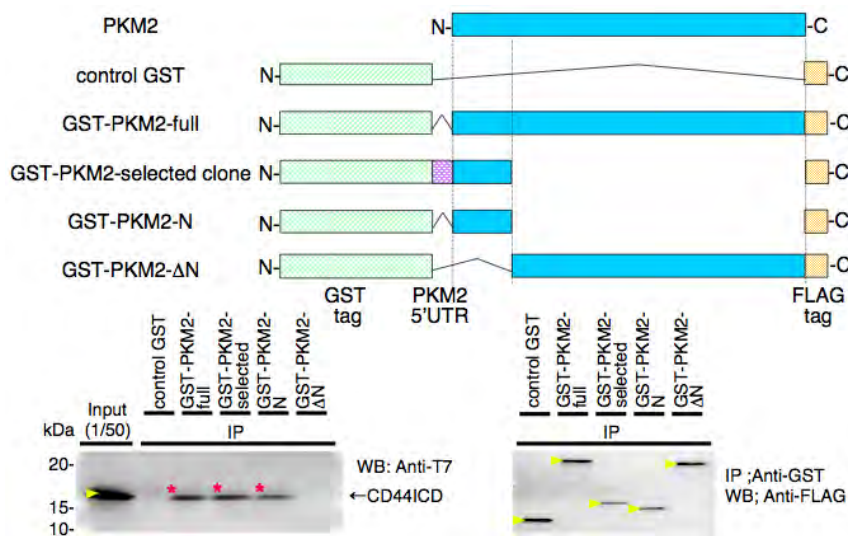 PKM2 N- -C
control GST N- -C
GST-PKM2-full N- -C
GST-PKM2-selected clone N- -C
GST-PKM2-N N- -C
GST-PKM2-ΔN N- -C
GST tag
PKM2 5'UTR
FLAG tag
control GST
GST-PKM2-full
GST-PKM2-selected
GST-PKM2-N
GST-PKM2-ΔN
Input (1/50)
kDa
IP
20-
15-
10-
* * *
WB: Anti-T7
←CD44ICD
control GST
GST-PKM2-full
GST-PKM2-selected
GST-PKM2-N
GST-PKM2-ΔN
IP
IP ;Anti-GST
WB; Anti-FLAG